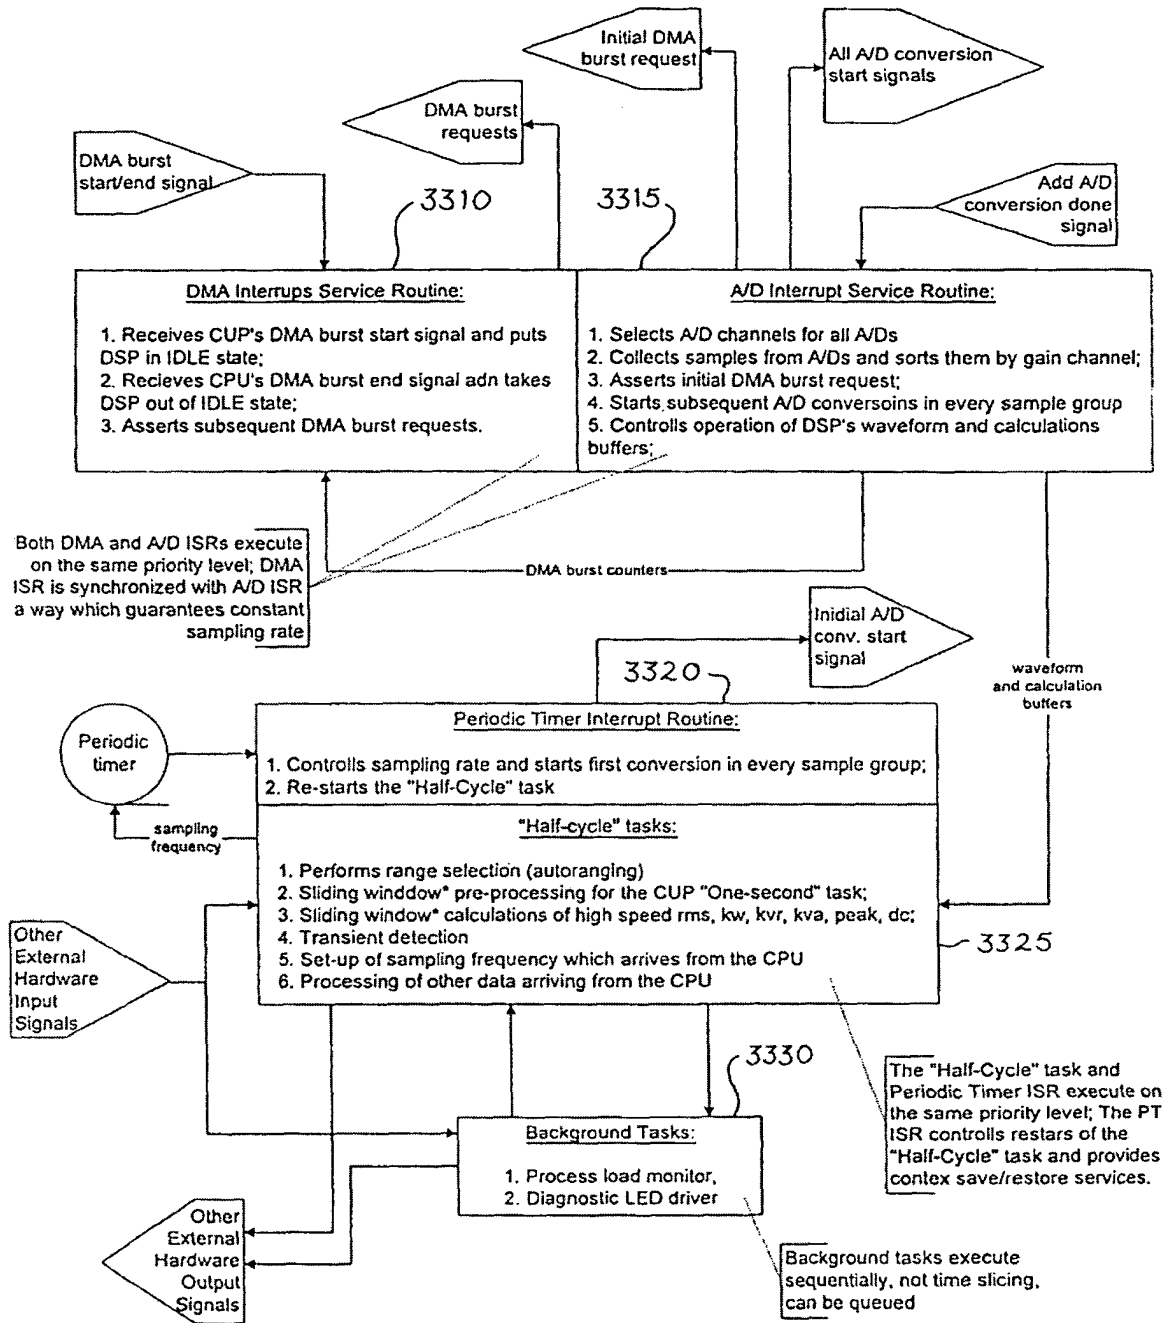 Initial DMA
burst request
All A/D conversion
start signals
DMA burst
requests
DMA burst
start/end signal
Add A/D
conversion done
signal
3310
3315
DMA Interrups Service Routine:
1. Receives CUP's DMA burst start signal and puts
DSP in IDLE state;
2. Recieves CPU's DMA burst end signal adn takes
DSP out of IDLE state;
3. Asserts subsequent DMA burst requests.
A/D Interrupt Service Routine:
1. Selects A/D channels for all A/Ds
2. Collects samples from A/Ds and sorts them by gain channel;
3. Asserts initial DMA burst request;
4. Starts subsequent A/D conversoins in every sample group
5. Controlls operation of DSP's waveform and calculations
buffers;
Both DMA and A/D ISRs execute
on the same priority level; DMA
ISR is synchronized with A/D ISR
a way which guarantees constant
sampling rate
DMA burst counters
Inidial A/D
conv. start
signal
waveform
and calculation
buffers
3320
Periodic Timer Interrupt Routine:
1. Controlls sampling rate and starts first conversion in every sample group;
2. Re-starts the "Half-Cycle" task
Periodic
timer
sampling
frequency
"Half-cycle" tasks:
1. Performs range selection (autoranging)
2. Sliding winddow* pre-processing for the CUP "One-second" task;
3. Sliding window* calculations of high speed rms, kw, kvr, kva, peak, dc;
4. Transient detection
5. Set-up of sampling frequency which arrives from the CPU
6. Processing of other data arriving from the CPU
3325
Other
External
Hardware
Input
Signals
3330
Background Tasks:
1. Process load monitor,
2. Diagnostic LED driver
The "Half-Cycle" task and
Periodic Timer ISR execute on
the same priority level; The PT
ISR controlls restars of the
"Half-Cycle" task and provides
contex save/restore services.
Other
External
Hardware
Output
Signals
Background tasks execute
sequentially, not time slicing,
can be queued